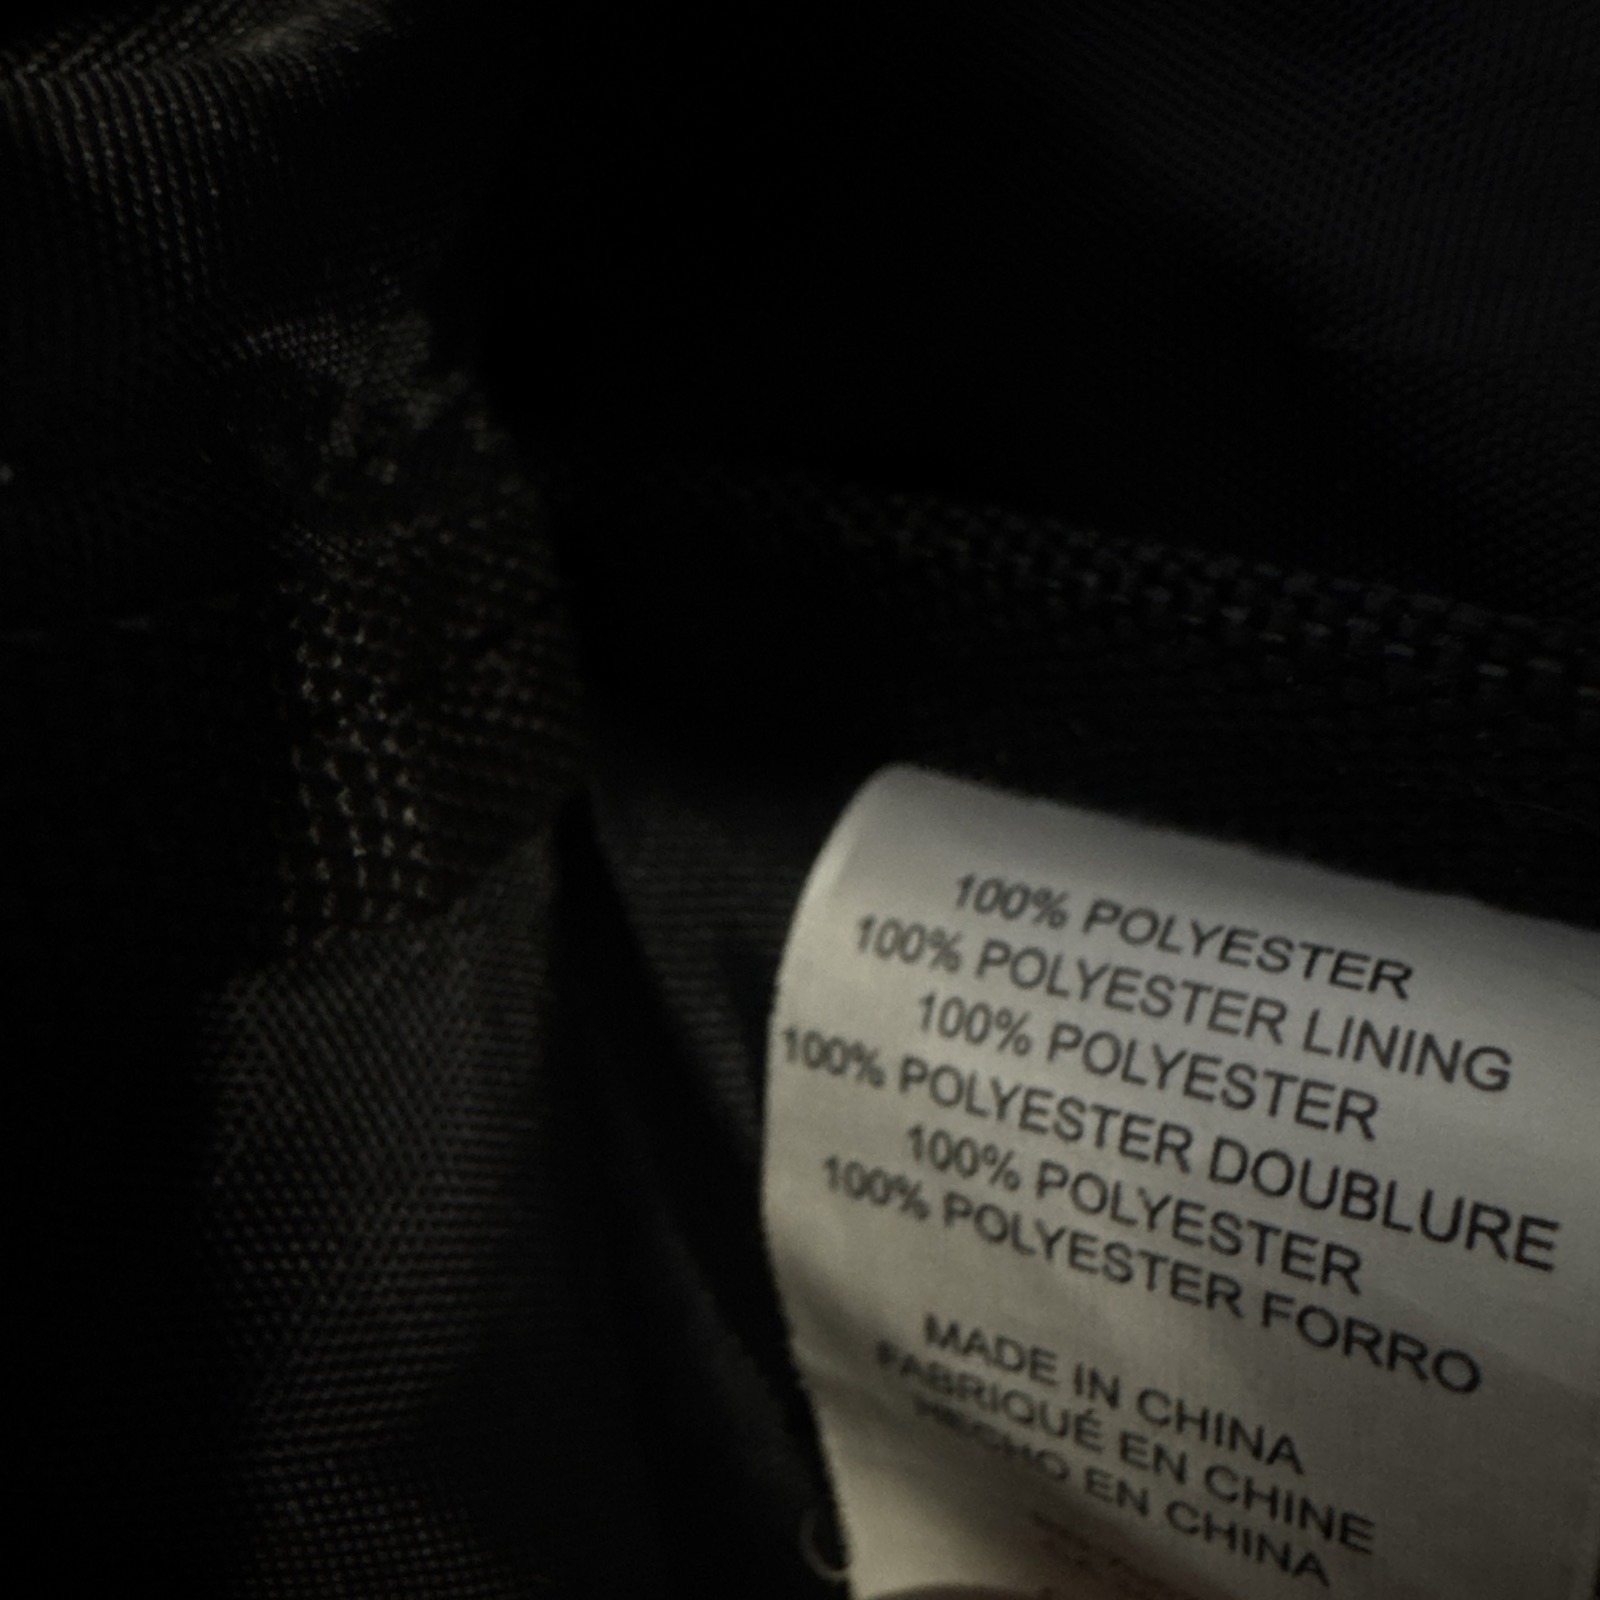 100% POLYESTER
100% POLYESTER LINING
100% POLYESTER
100% POLYESTER DOUBLURE
100% POLYESTER
100% POLYESTER FORRO
MADE IN CHINA
FABRIQUÉ EN CHINE
HECHO EN CHINA